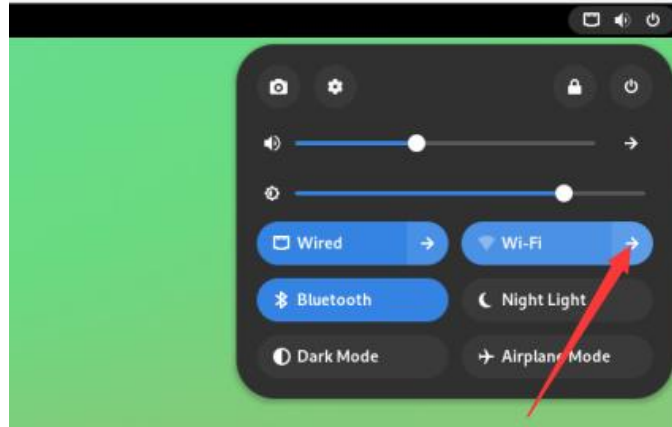 Wired
Wi-Fi
Bluetooth
Night Light
Dark Mode
Airplane Mode